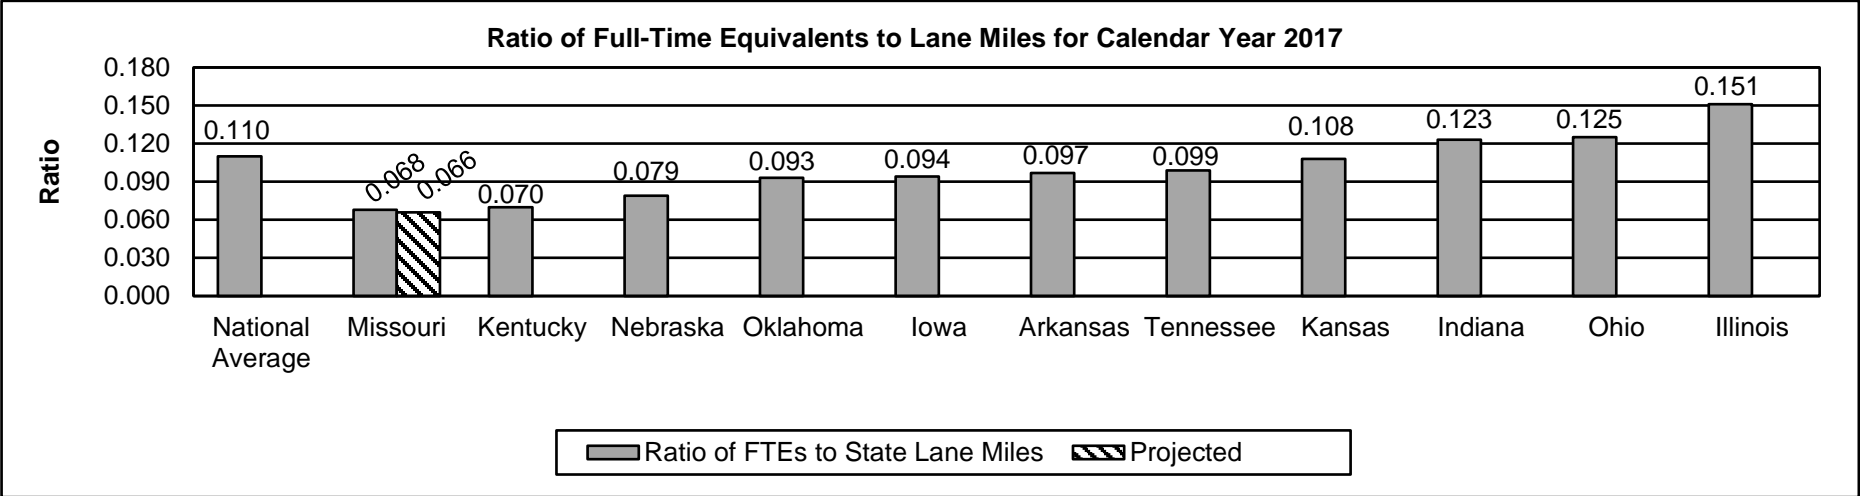 Ratio of Full-Time Equivalents to Lane Miles for Calendar Year 2017
Ratio
0.180
0.150
0.120
0.090
0.060
0.030
0.000
0.110
0.068
0.066
0.070
0.079
0.093
0.094
0.097
0.099
0.108
0.123
0.125
0.151
National Average
Missouri
Kentucky
Nebraska
Oklahoma
Iowa
Arkansas
Tennessee
Kansas
Indiana
Ohio
Illinois
Ratio of FTEs to State Lane Miles
Projected